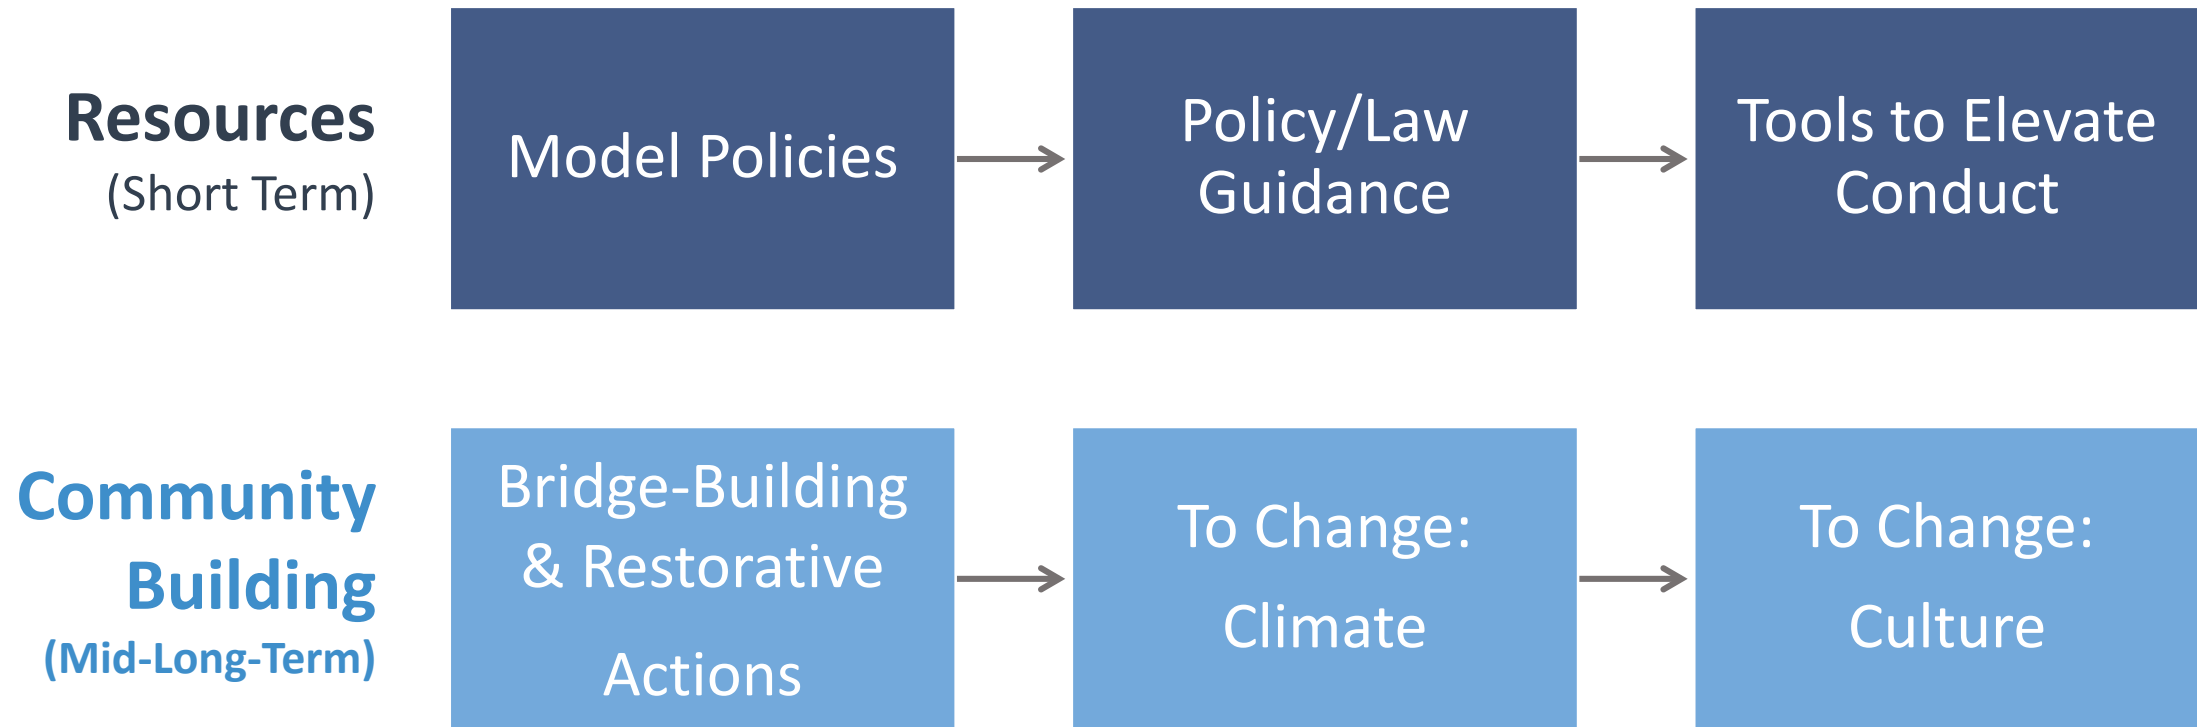 Resources
(Short Term)
Model Policies
Policy/Law
Guidance
Tools to Elevate
Conduct
Community
Building
(Mid-Long-Term)
Bridge-Building
& Restorative
Actions
To Change:
Climate
To Change:
Culture